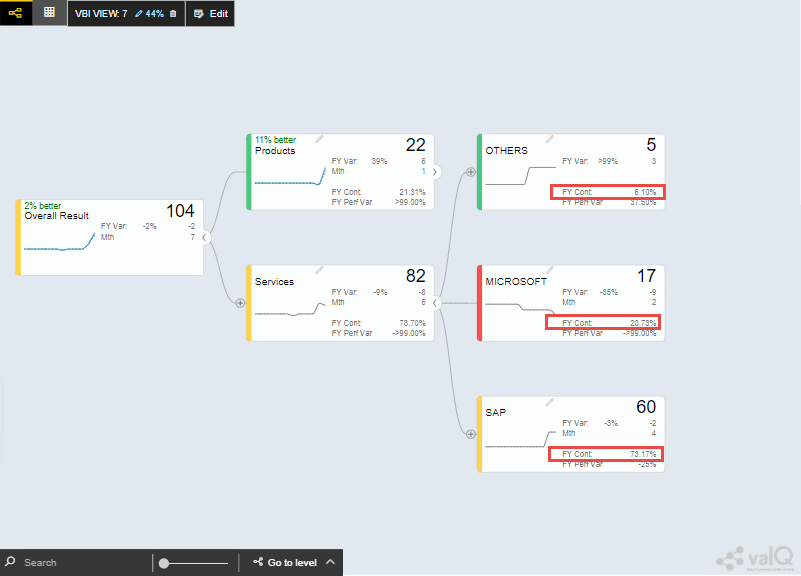 VBI VIEW: 7 44% Edit
11% better
Products 22
FY Var: 39% 6
Mth 1
FY Cont: 21.31%
FY Perf Var >99.00%
OTHERS 5
FY Var: >99% 3
FY Cont: 6.10%
FY Perf Var 37.50%
2% better
Overall Result 104
FY Var: -2% -2
Mth 7
Services 82
FY Var: -9% -8
Mth 6
FY Cont: 78.70%
FY Perf Var ->99.00%
MICROSOFT 17
FY Var: -35% -9
Mth 2
FY Cont: 20.73%
FY Perf Var ->99.00%
SAP 60
FY Var: -3% -2
Mth 4
FY Cont: 73.17%
FY Perf Var -25%
Search Go to level
valQ